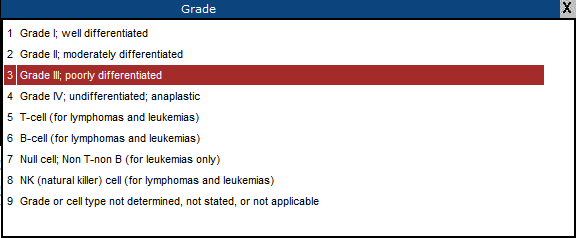 Grade X
1 Grade I; well differentiated
2 Grade II; moderately differentiated
3 Grade III; poorly differentiated
4 Grade IV; undifferentiated; anaplastic
5 T-cell (for lymphomas and leukemias)
6 B-cell (for lymphomas and leukemias)
7 Null cell; Non T-non B (for leukemias only)
8 NK (natural killer) cell (for lymphomas and leukemias)
9 Grade or cell type not determined, not stated, or not applicable